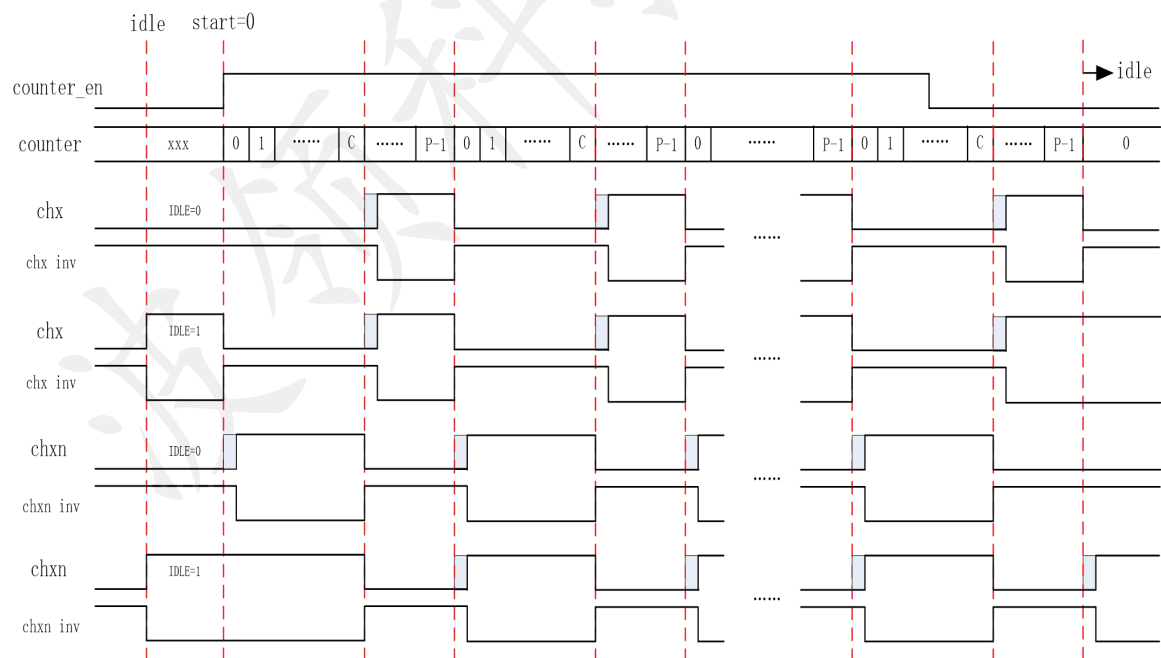 idle start=0
counter_en
idle
counter xxx 0 1 …… C …… P-1 0 1 …… C …… P-1 0 …… P-1 0 1 …… C …… P-1 0
chx IDLE=0
……
chx inv
chx IDLE=1
……
chx inv
chxn IDLE=0
……
chxn inv
chxn IDLE=1
……
chxn inv